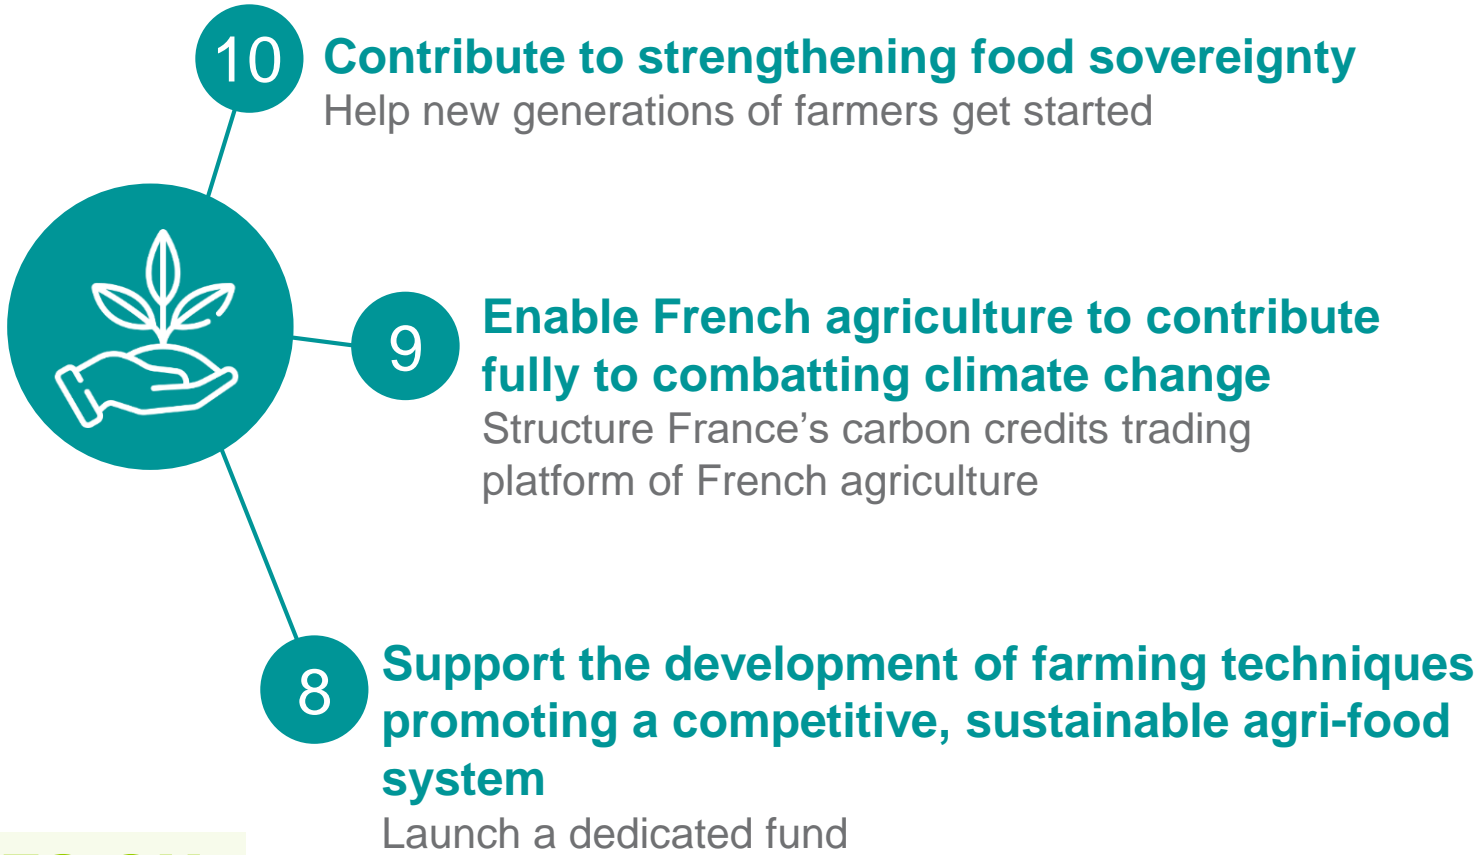 10
Contribute to strengthening food sovereignty
Help new generations of farmers get started
9
Enable French agriculture to contribute
fully to combatting climate change
Structure France’s carbon credits trading
platform of French agriculture
8
Support the development of farming techniques
promoting a competitive, sustainable agri-food
system
Launch a dedicated fund